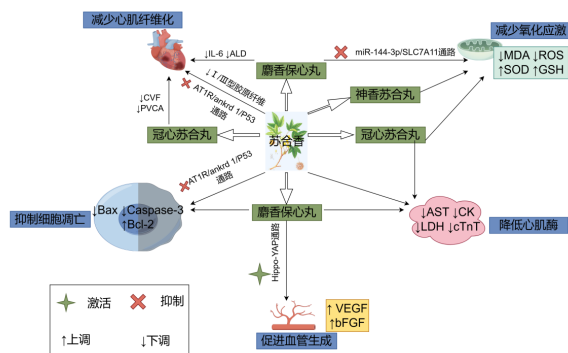 减少心肌纤维化
减少氧化应激
↓IL-6 ↓ALD
miR-144-3p/SLC7A11通路
↓MDA ↓ROS
↑SOD ↑GSH
麝香保心丸
↓Ⅰ/Ⅲ型胶原纤维
AT1R/ankrd 1/P53
通路
神香苏合丸
↓CVF
↓PVCA
冠心苏合丸
苏合香
冠心苏合丸
AT1R/ankrd 1/P53
通路
抑制细胞凋亡
↓Bax ↓Caspase-3
↑Bcl-2
麝香保心丸
↓AST ↓CK
↓LDH ↓cTnT
降低心肌酶
Hippo-YAP通路
激活
抑制
↑上调
↓下调
↑ VEGF
↑bFGF
促进血管生成